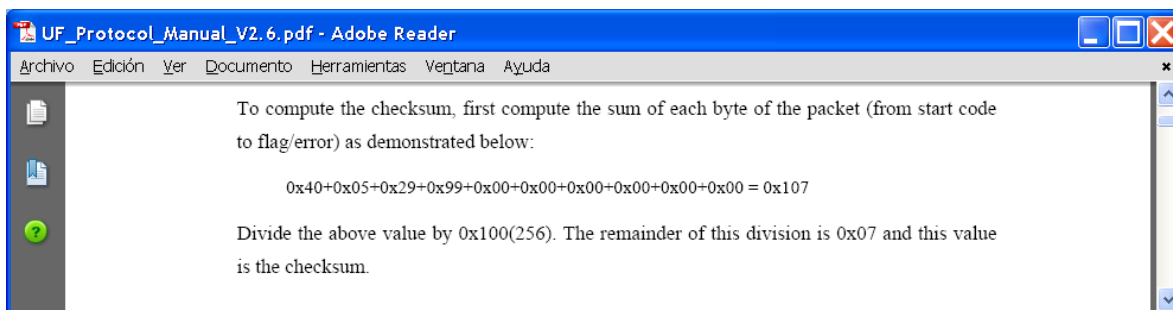 UF_Protocol_Manual_V2.6.pdf - Adobe Reader
Archivo Edición Ver Documento Herramientas Ventana Ayuda
To compute the checksum, first compute the sum of each byte of the packet (from start code
to flag/error) as demonstrated below:
0x40+0x05+0x29+0x99+0x00+0x00+0x00+0x00+0x00+0x00 = 0x107
Divide the above value by 0x100(256). The remainder of this division is 0x07 and this value
is the checksum.